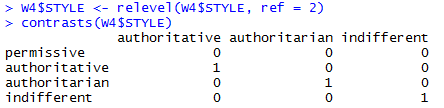 > W4$STYLE <- relevel(W4$STYLE, ref = 2)
> contrasts(W4$STYLE)
authoritative authoritarian indifferent
permissive 0 0 0
authoritative 1 0 0
authoritarian 0 1 0
indifferent 0 0 1